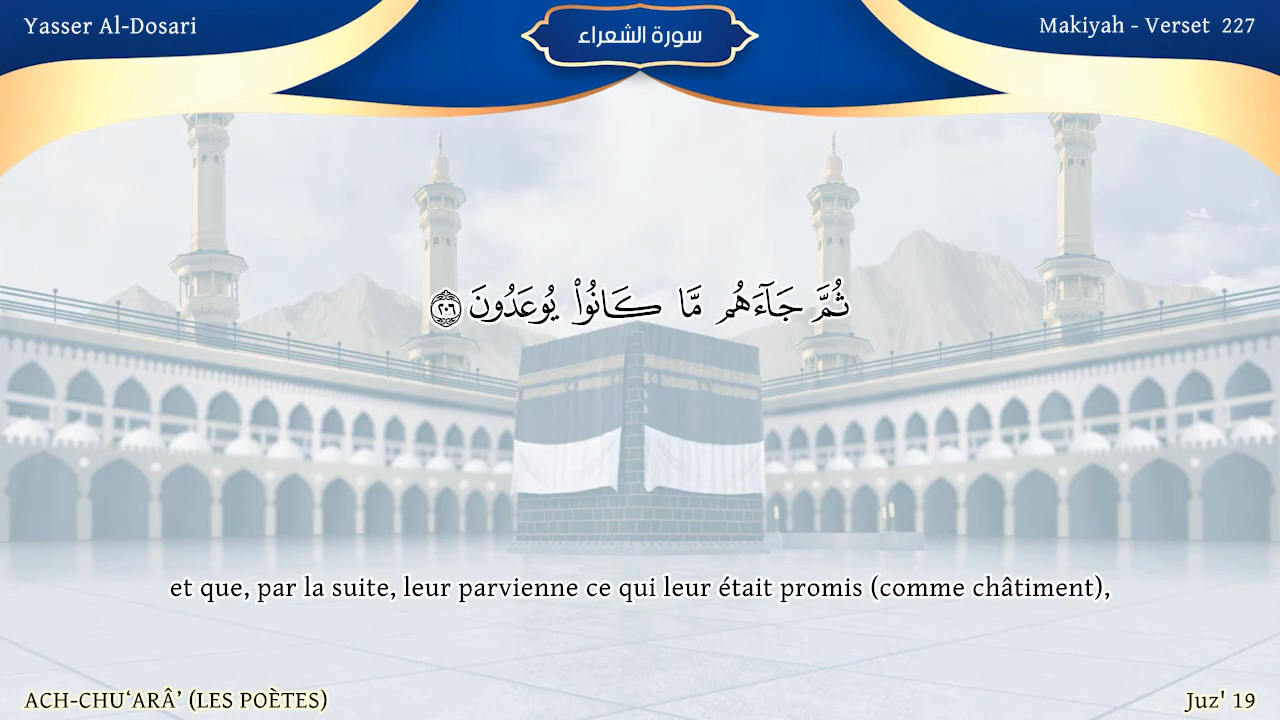 Yasser Al-Dosari
سورة الشعراء
Makiyah - Verset 227
ثُمَّ جَآءَهُم مَّا كَانُوا۟ يُوعَدُونَ ٢٠٦
et que, par la suite, leur parvienne ce qui leur était promis (comme châtiment),
ACH-CHU‘ARÂ’ (LES POÈTES)
Juz' 19